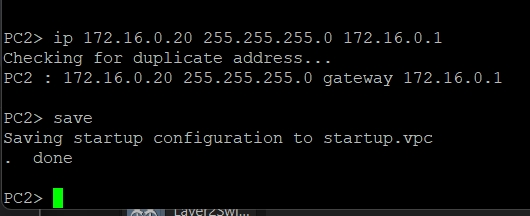 PC2> ip 172.16.0.20 255.255.255.0 172.16.0.1
Checking for duplicate address...
PC2 : 172.16.0.20 255.255.255.0 gateway 172.16.0.1
PC2> save
Saving startup configuration to startup.vpc
.  done
PC2>
Layer2Swi...